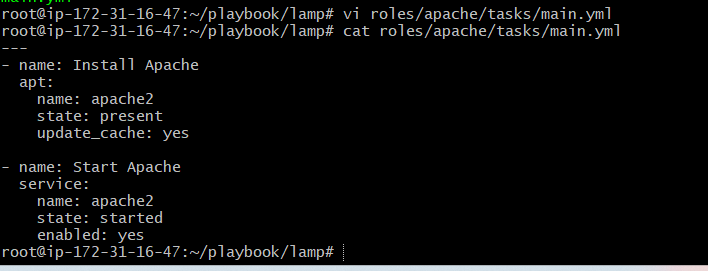 root@ip-172-31-16-47:~/playbook/lamp# vi roles/apache/tasks/main.yml
root@ip-172-31-16-47:~/playbook/lamp# cat roles/apache/tasks/main.yml
---
- name: Install Apache
  apt:
    name: apache2
    state: present
    update_cache: yes

- name: Start Apache
  service:
    name: apache2
    state: started
    enabled: yes
root@ip-172-31-16-47:~/playbook/lamp#